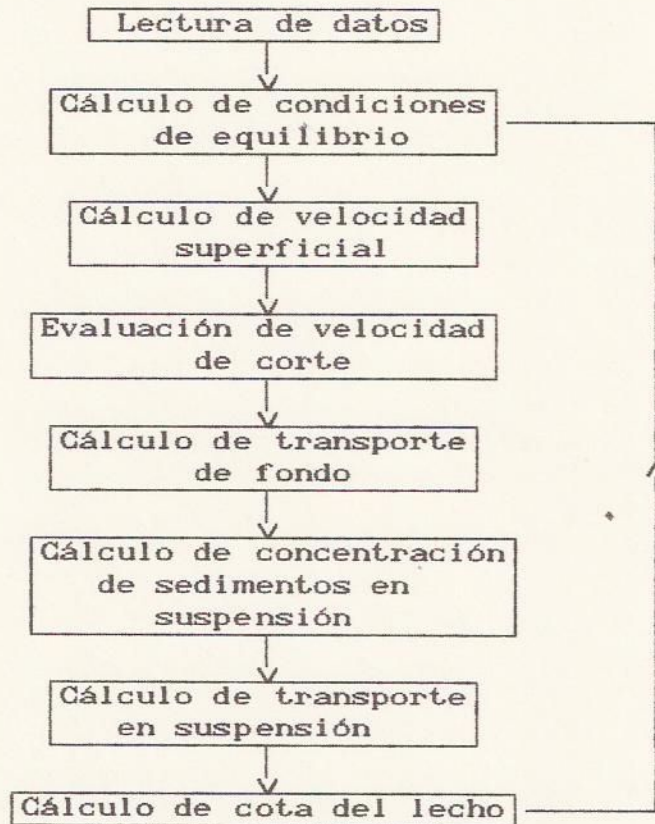 Lectura de datos
Cálculo de condiciones
de equilibrio
Cálculo de velocidad
superficial
Evaluación de velocidad
de corte
Cálculo de transporte
de fondo
Cálculo de concentración
de sedimentos en
suspensión
Cálculo de transporte
en suspensión
Cálculo de cota del lecho